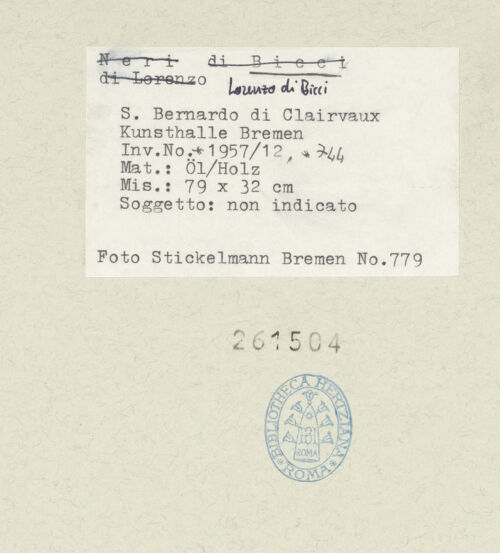 Neri di Bicci
di Lorenzo Lorenzo di Bicci
S. Bernardo di Clairvaux
Kunsthalle Bremen
Inv.No.*1957/12, *744
Mat.: Öl/Holz
Mis.: 79 x 32 cm
Soggetto: non indicato
Foto Stickelmann Bremen No.779
261504
BIBLIOTHECA HERTZIANA
ROMA
ROMA